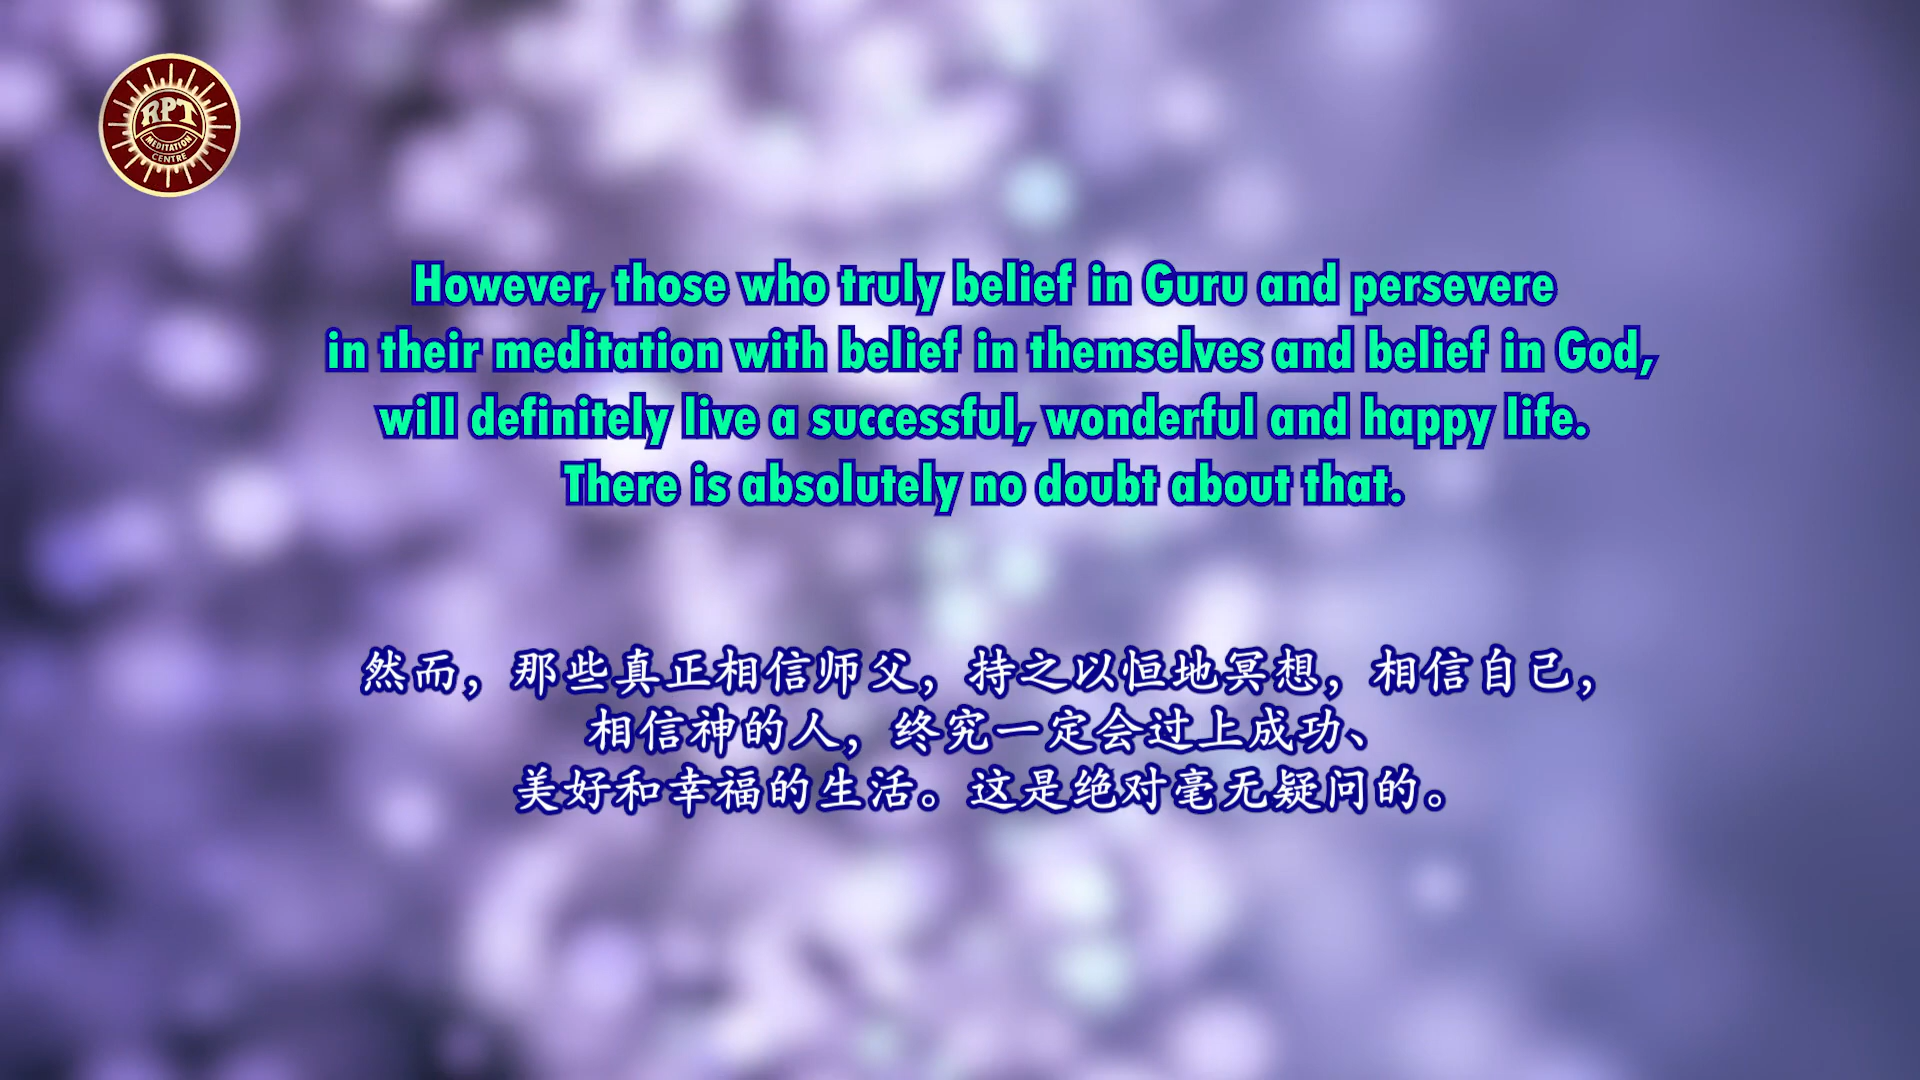 RPT
MEDITATION
CENTRE
However, those who truly belief in Guru and persevere
in their meditation with belief in themselves and belief in God,
will definitely live a successful, wonderful and happy life.
There is absolutely no doubt about that.
然而，那些真正相信师父，持之以恒地冥想，相信自己，
相信神的人，终究一定会过上成功、
美好和幸福的生活。这是绝对毫无疑问的。